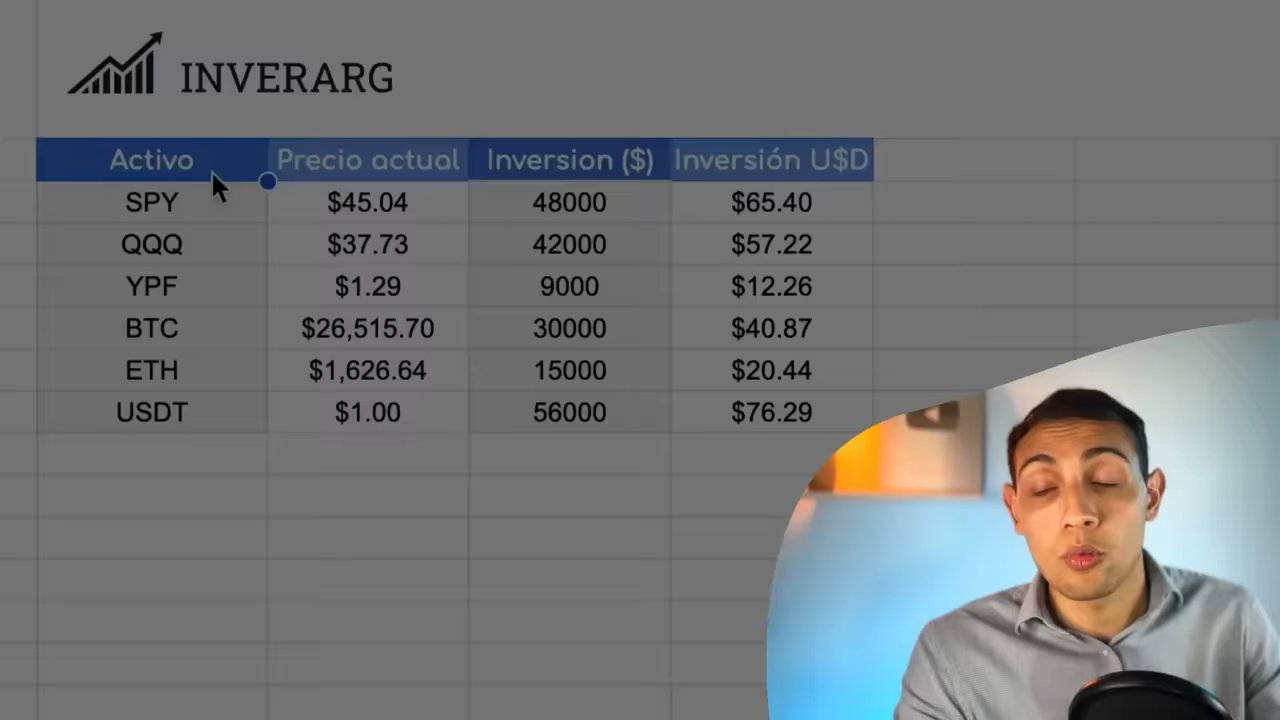 INVERARG
Activo Precio actual Inversion ($) Inversión U$D
SPY $45.04 48000 $65.40
QQQ $37.73 42000 $57.22
YPF $1.29 9000 $12.26
BTC $26,515.70 30000 $40.87
ETH $1,626.64 15000 $20.44
USDT $1.00 56000 $76.29